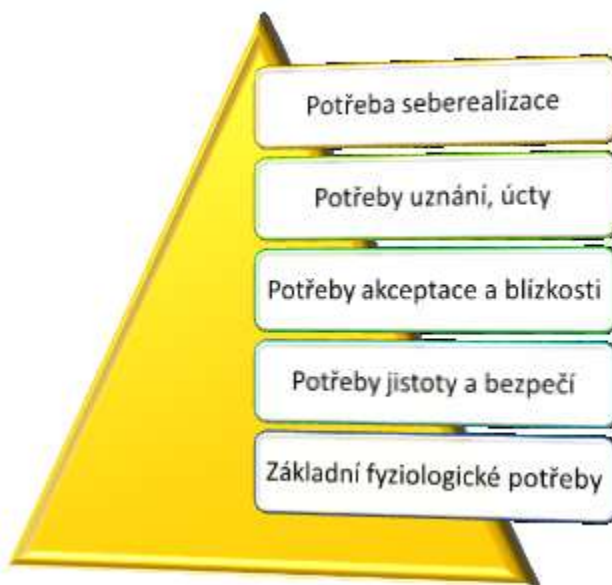 Potřeba seberealizace
Potřeby uznání, úcty
Potřeby akceptace a blízkosti
Potřeby jistoty a bezpečí
Základní fyziologické potřeby